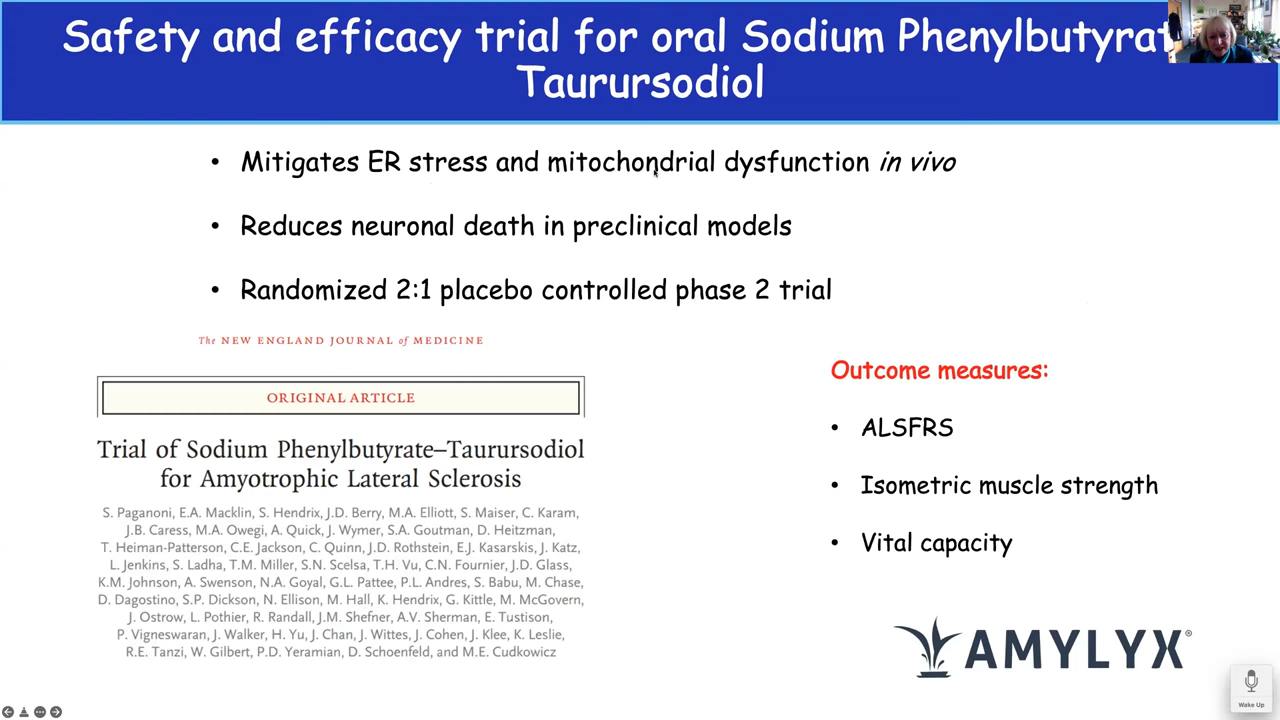 Safety and efficacy trial for oral Sodium Phenylbutyrat
Taurursodiol
• Mitigates ER stress and mitochondrial dysfunction in vivo
• Reduces neuronal death in preclinical models
• Randomized 2:1 placebo controlled phase 2 trial
The NEW ENGLAND JOURNAL of MEDICINE
ORIGINAL ARTICLE
Trial of Sodium Phenylbutyrate–Taurursodiol
for Amyotrophic Lateral Sclerosis
S. Paganoni, E.A. Macklin, S. Hendrix, J.D. Berry, M.A. Elliott, S. Maiser, C. Karam,
J.B. Caress, M.A. Owegi, A. Quick, J. Wymer, S.A. Goutman, D. Heitzman,
T. Heiman-Patterson, C.E. Jackson, C. Quinn, J.D. Rothstein, E.J. Kasarskis, J. Katz,
L. Jenkins, S. Ladha, T.M. Miller, S.N. Scelsa, T.H. Vu, C.N. Fournier, J.D. Glass,
K.M. Johnson, A. Swenson, N.A. Goyal, G.L. Pattee, P.L. Andres, S. Babu, M. Chase,
D. Dagostino, S.P. Dickson, N. Ellison, M. Hall, K. Hendrix, G. Kittle, M. McGovern,
J. Ostrow, L. Pothier, R. Randall, J.M. Shefner, A.V. Sherman, E. Tustison,
P. Vigneswaran, J. Walker, H. Yu, J. Chan, J. Wittes, J. Cohen, J. Klee, K. Leslie,
R.E. Tanzi, W. Gilbert, P.D. Yeramian, D. Schoenfeld, and M.E. Cudkowicz
Outcome measures:
• ALSFRS
• Isometric muscle strength
• Vital capacity
AMYLYX®
Wake Up